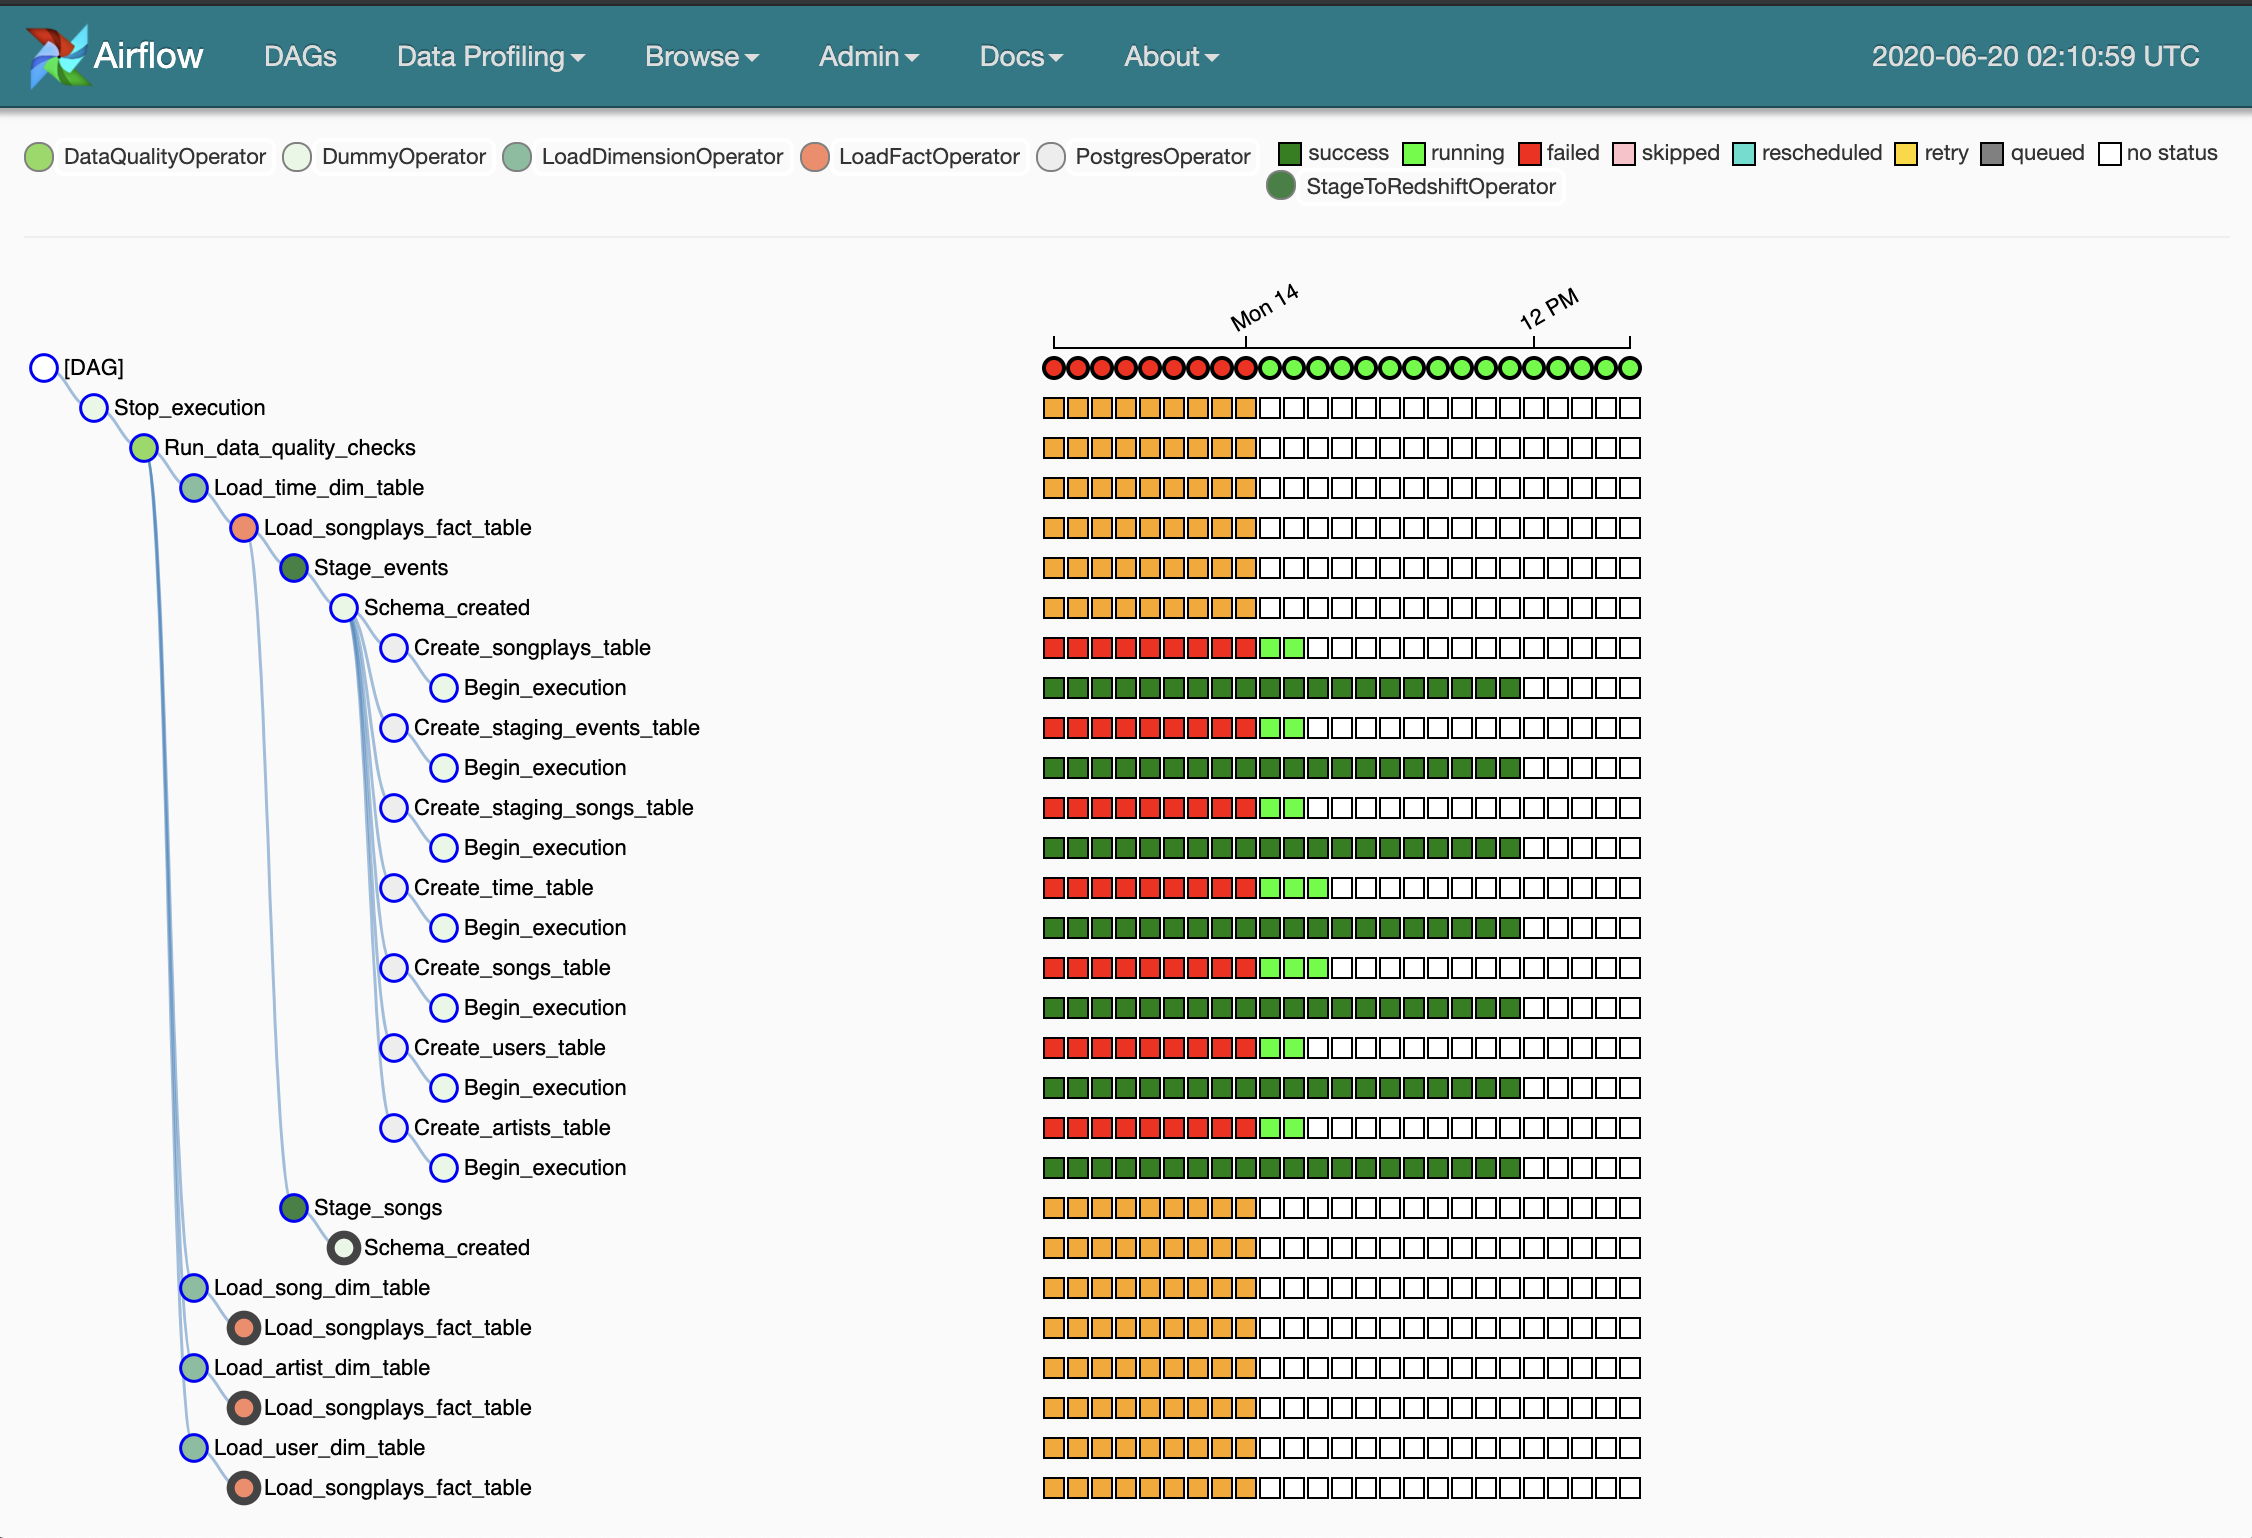 Airflow DAGs Data Profiling Browse Admin Docs About 2020-06-20 02:10:59 UTC
DataQualityOperator DummyOperator LoadDimensionOperator LoadFactOperator PostgresOperator success running failed skipped rescheduled retry queued no status
StageToRedshiftOperator
Mon 14 12 PM
[DAG]
Stop_execution
Run_data_quality_checks
Load_time_dim_table
Load_songplays_fact_table
Stage_events
Schema_created
Create_songplays_table
Begin_execution
Create_staging_events_table
Begin_execution
Create_staging_songs_table
Begin_execution
Create_time_table
Begin_execution
Create_songs_table
Begin_execution
Create_users_table
Begin_execution
Create_artists_table
Begin_execution
Stage_songs
Schema_created
Load_song_dim_table
Load_songplays_fact_table
Load_artist_dim_table
Load_songplays_fact_table
Load_user_dim_table
Load_songplays_fact_table